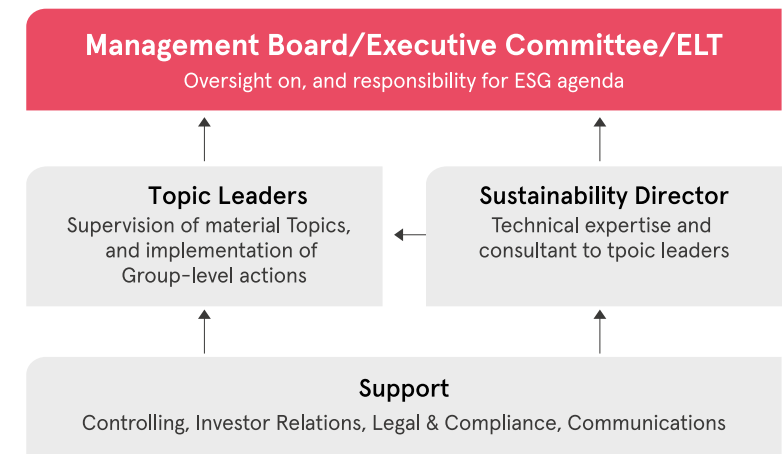 Management Board/Executive Committee/ELT
Oversight on, and responsibility for ESG agenda
Topic Leaders
Supervision of material Topics,
and implementation of
Group-level actions
Sustainability Director
Technical expertise and
consultant to tpoic leaders
Support
Controlling, Investor Relations, Legal & Compliance, Communications